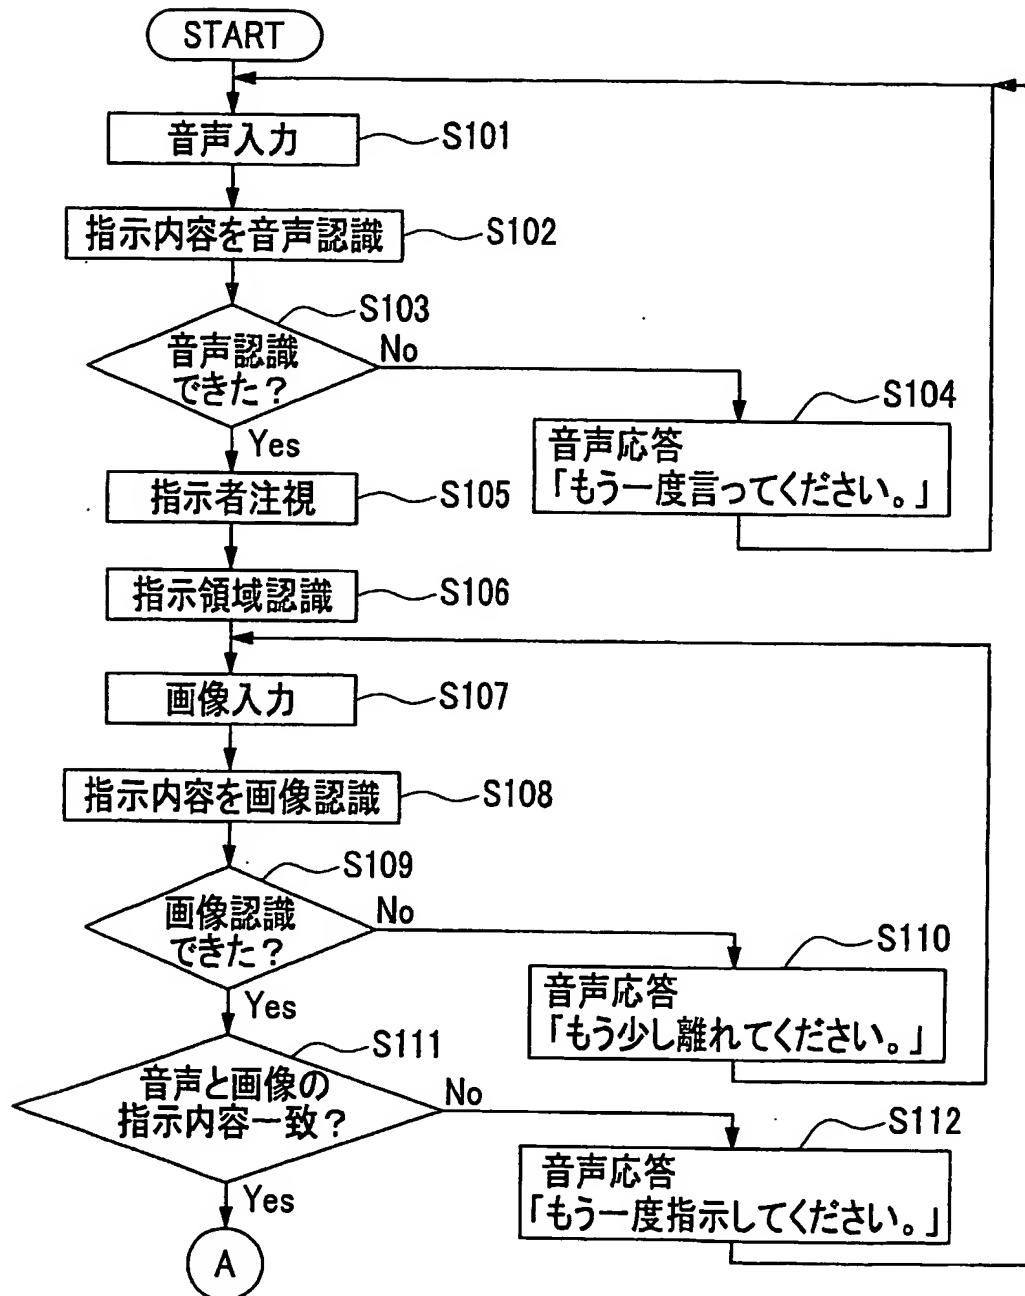 START
音声入力
S101
指示内容を音声認識
S102
S103
音声認識
できた？
No
Yes
S104
音声応答
「もう一度言ってください。」
指示者注視
S105
指示領域認識
S106
画像入力
S107
指示内容を画像認識
S108
S109
画像認識
できた？
No
Yes
S110
音声応答
「もう少し離れてください。」
S111
音声と画像の
指示内容一致？
No
Yes
S112
音声応答
「もう一度指示してください。」
A